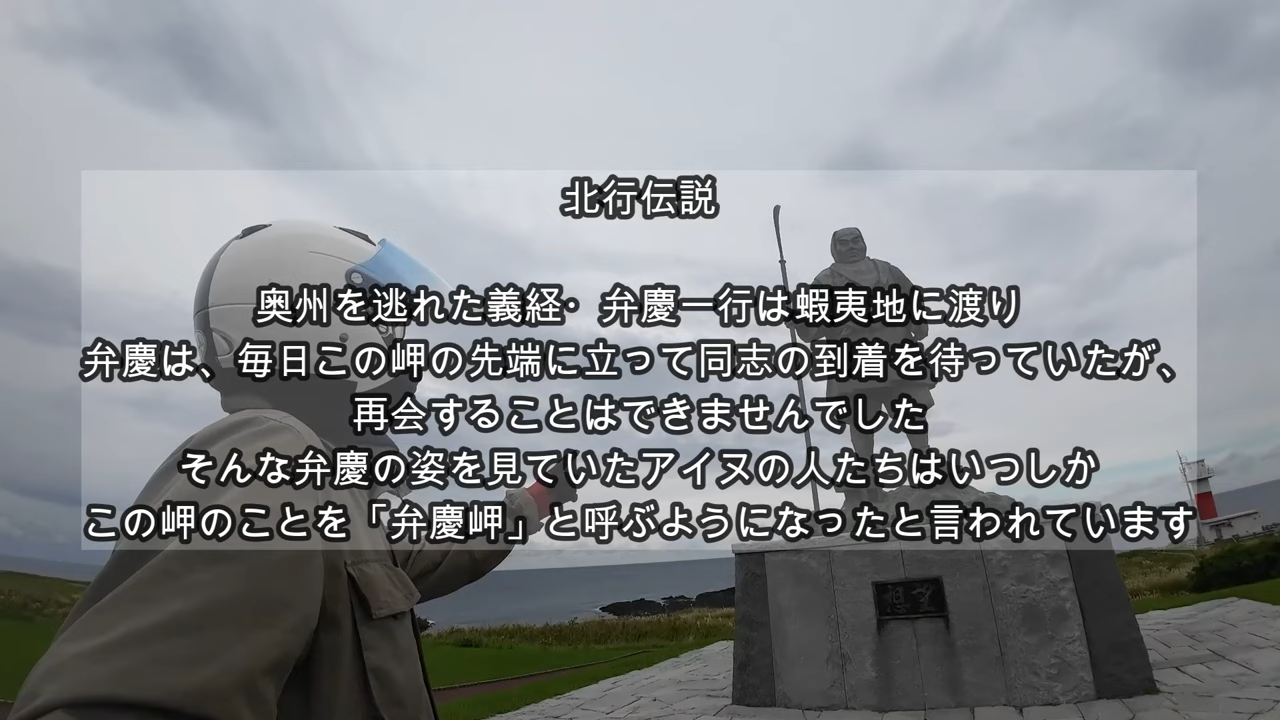 北行伝説
奥州を逃れた義経・弁慶一行は蝦夷地に渡り
弁慶は、毎日この岬の先端に立って同志の到着を待っていたが、
再会することはできませんでした
そんな弁慶の姿を見ていたアイヌの人たちはいつしか
この岬のことを「弁慶岬」と呼ぶようになったと言われています
想望